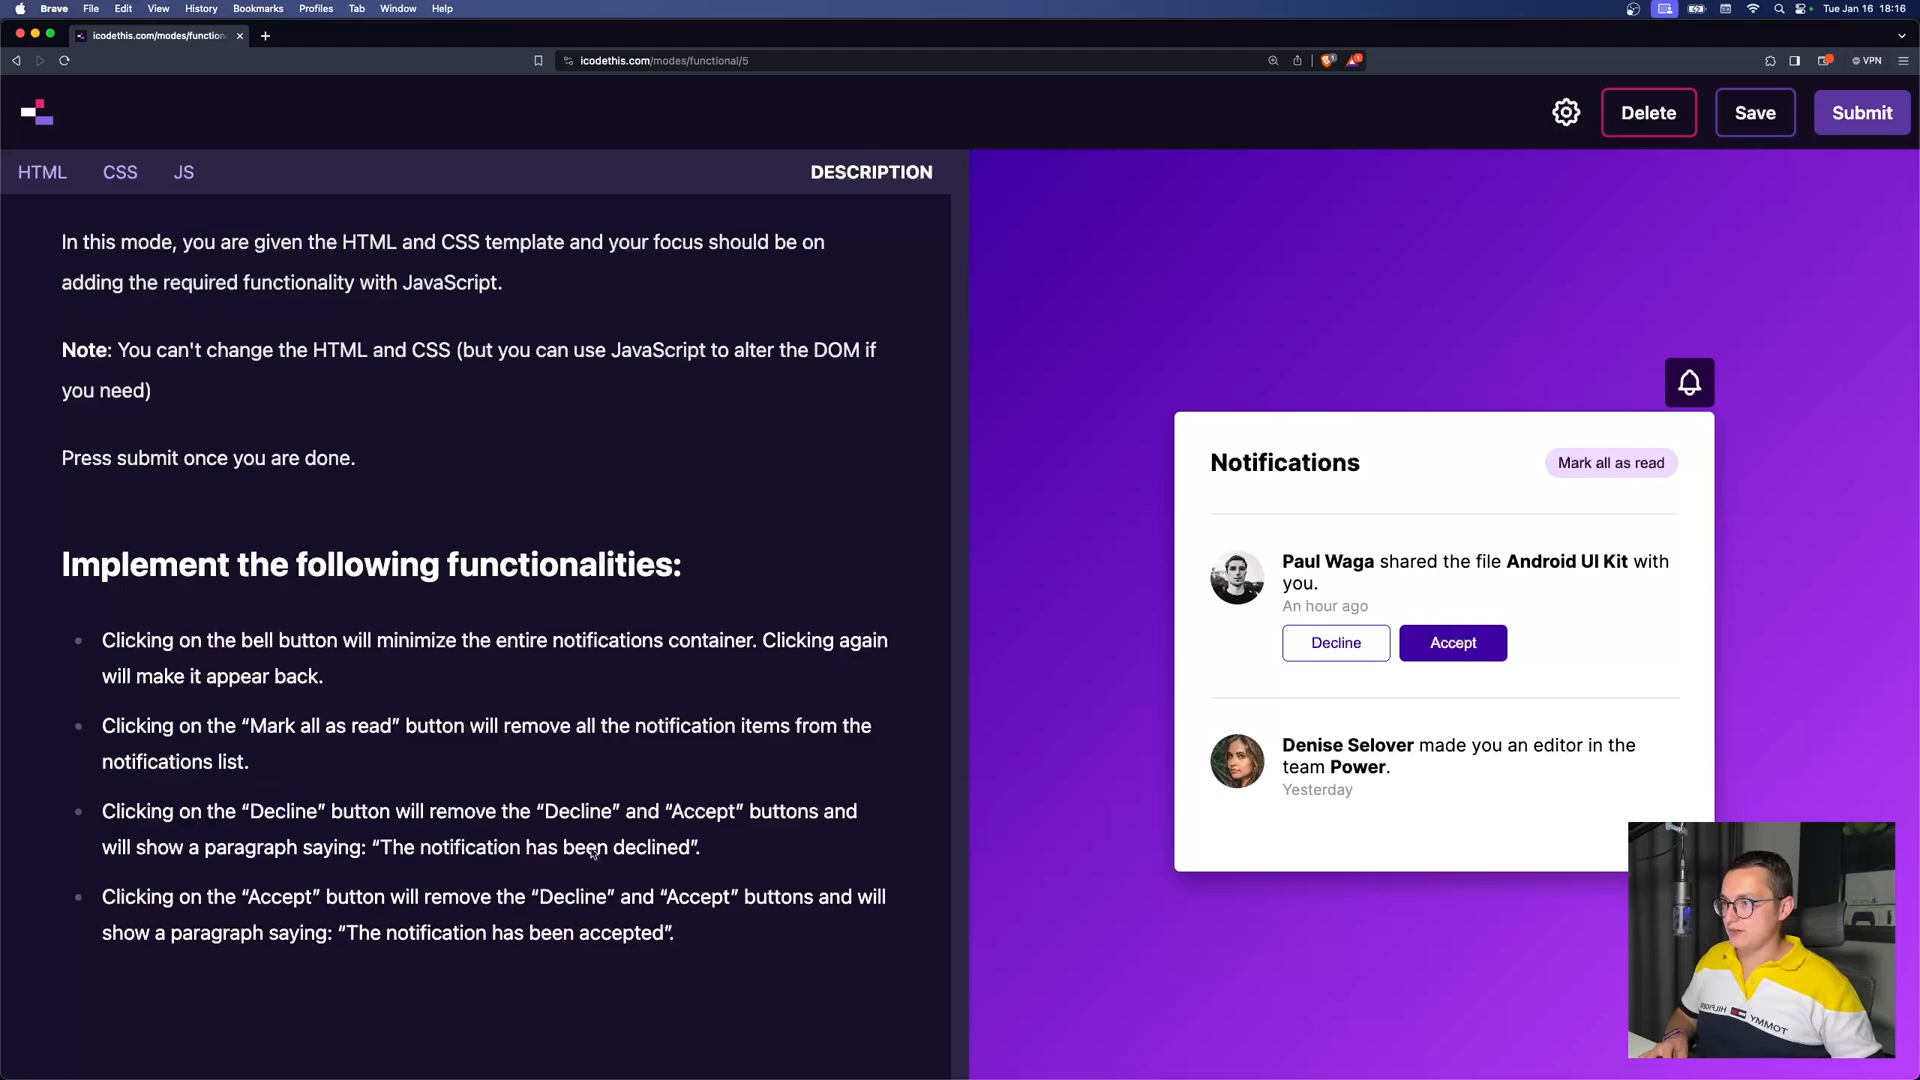 Brave File Edit View History Bookmarks Profiles Tab Window Help
Tue Jan 16 18:16
icodethis.com/modes/function
icodethis.com/modes/functional/5
VPN
Delete
Save
Submit
HTML CSS JS
DESCRIPTION
In this mode, you are given the HTML and CSS template and your focus should be on
adding the required functionality with JavaScript.
Note: You can't change the HTML and CSS (but you can use JavaScript to alter the DOM if
you need)
Press submit once you are done.
Implement the following functionalities:
Clicking on the bell button will minimize the entire notifications container. Clicking again
will make it appear back.
Clicking on the “Mark all as read” button will remove all the notification items from the
notifications list.
Clicking on the “Decline” button will remove the “Decline” and “Accept” buttons and
will show a paragraph saying: “The notification has been declined”.
Clicking on the “Accept” button will remove the “Decline” and “Accept” buttons and will
show a paragraph saying: “The notification has been accepted”.
Notifications
Mark all as read
Paul Waga shared the file Android UI Kit with
you.
An hour ago
Decline
Accept
Denise Selover made you an editor in the
team Power.
Yesterday
TOMMY